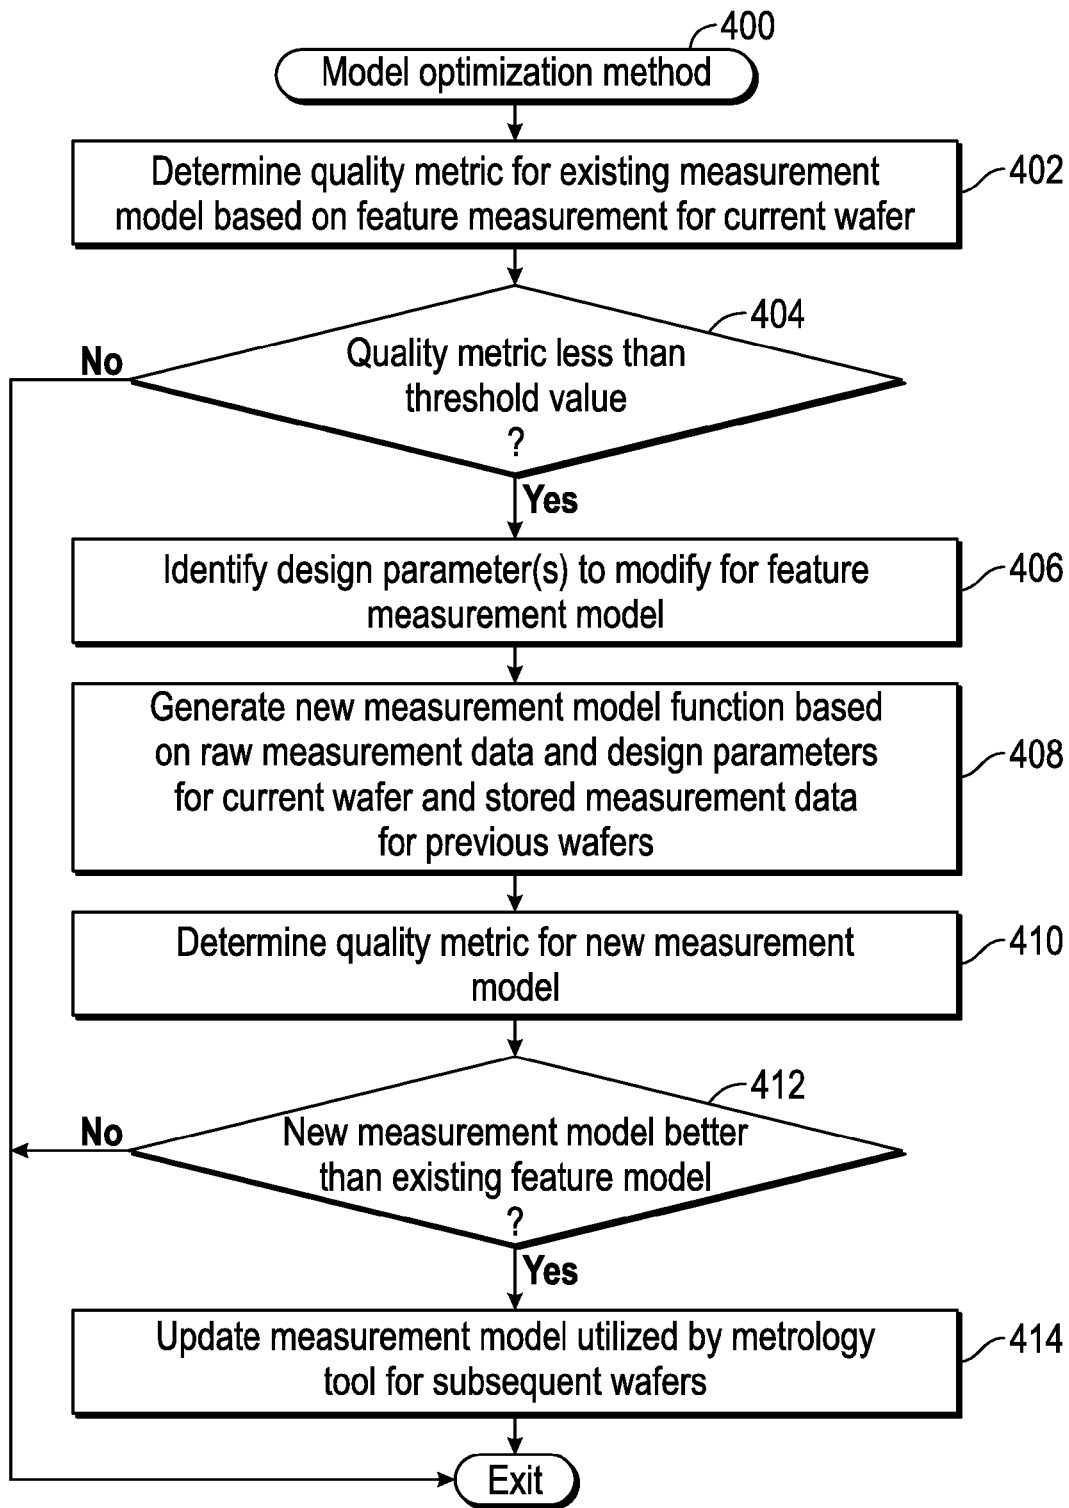 400
Model optimization method
Determine quality metric for existing measurement
model based on feature measurement for current wafer
402
404
Quality metric less than
threshold value
?
No
Yes
Identify design parameter(s) to modify for feature
measurement model
406
Generate new measurement model function based
on raw measurement data and design parameters
for current wafer and stored measurement data
for previous wafers
408
Determine quality metric for new measurement
model
410
412
New measurement model better
than existing feature model
?
No
Yes
Update measurement model utilized by metrology
tool for subsequent wafers
414
Exit